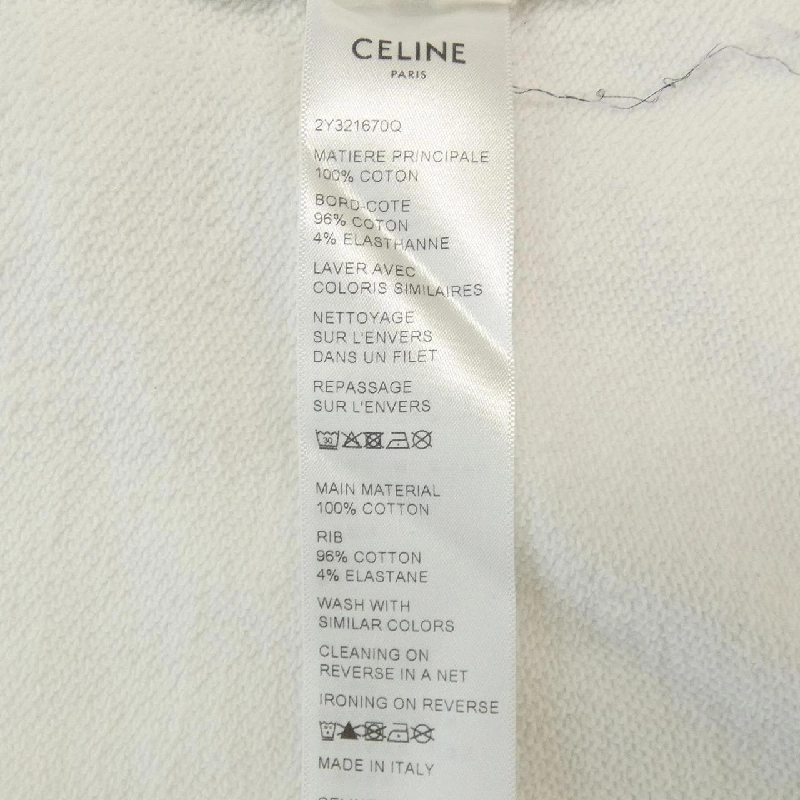 CELINE
PARIS
2Y321670Q
MATIERE PRINCIPALE
100% COTON
BORD-COTE
96% COTON
4% ELASTHANNE
LAVER AVEC
COLORIS SIMILAIRES
NETTOYAGE
SUR L'ENVERS
DANS UN FILET
REPASSAGE
SUR L'ENVERS
30
MAIN MATERIAL
100% COTTON
RIB
96% COTTON
4% ELASTANE
WASH WITH
SIMILAR COLORS
CLEANING ON
REVERSE IN A NET
IRONING ON REVERSE
MADE IN ITALY